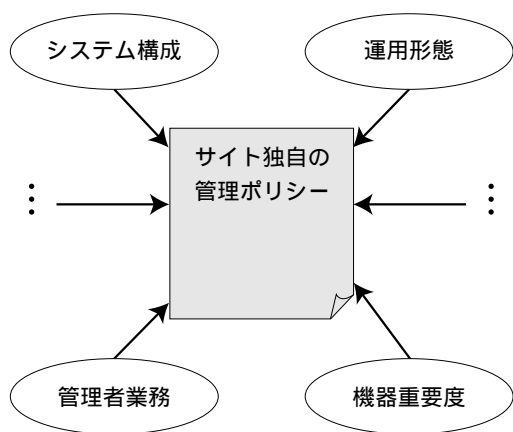 システム構成
運用形態
サイト独自の
管理ポリシー
⋮
⋮
管理者業務
機器重要度